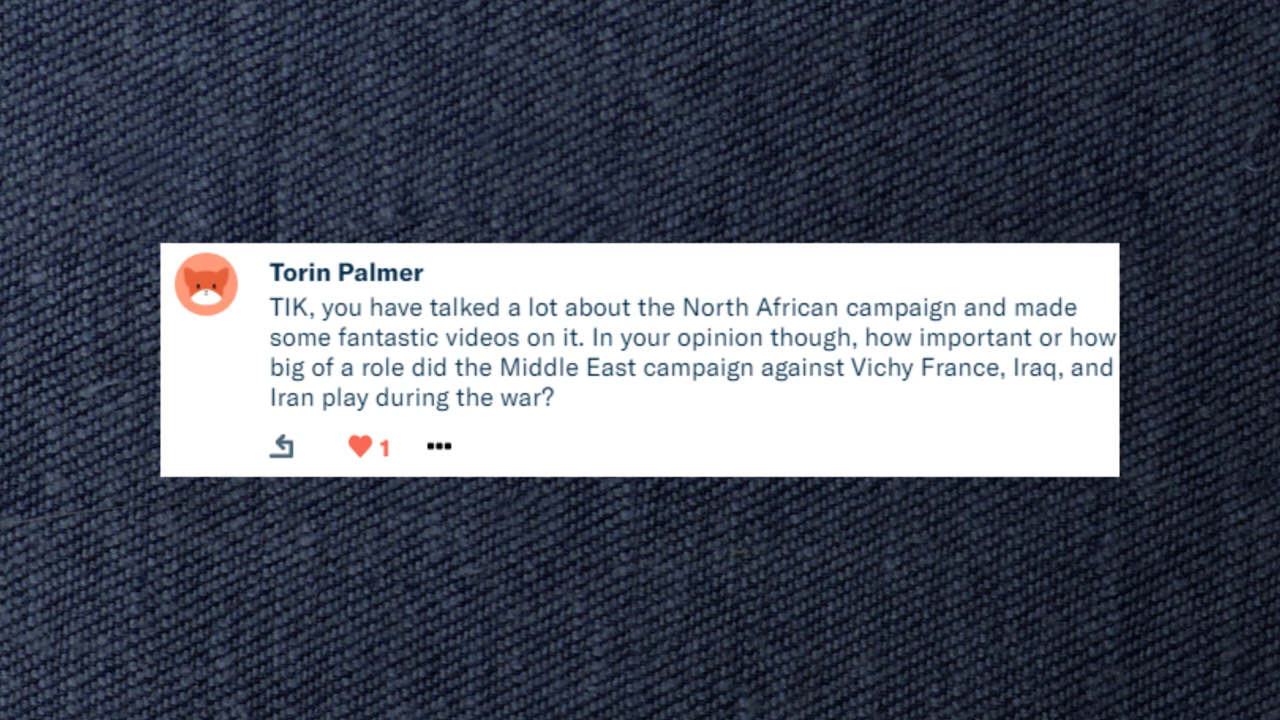 Torin Palmer
TIK, you have talked a lot about the North African campaign and made
some fantastic videos on it. In your opinion though, how important or how
big of a role did the Middle East campaign against Vichy France, Iraq, and
Iran play during the war?
1